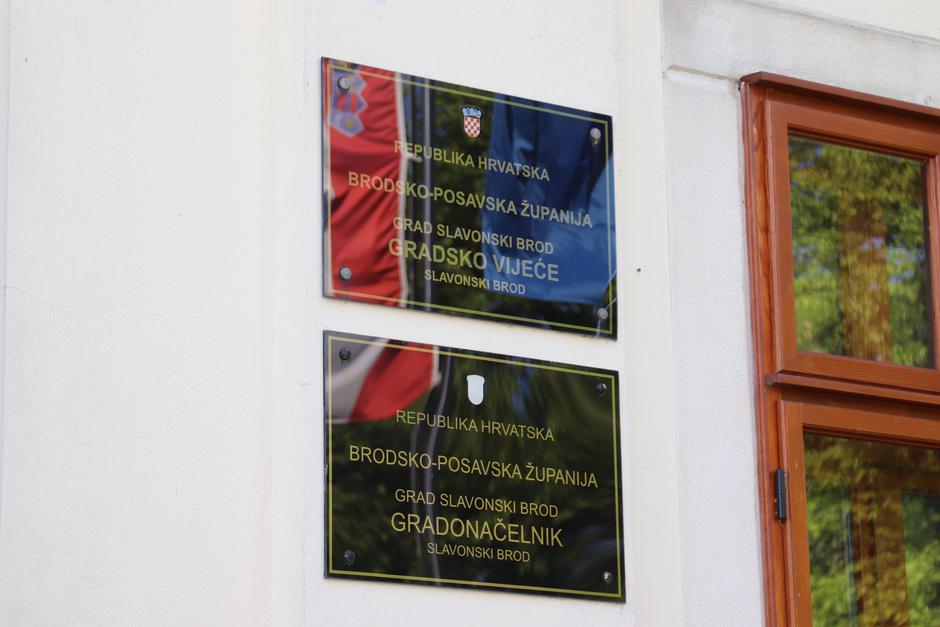 REPUBLIKA HRVATSKA
BRODSKO-POSAVSKA ŽUPANIJA
GRAD SLAVONSKI BROD
GRADSKO VIJEĆE
SLAVONSKI BROD
REPUBLIKA HRVATSKA
BRODSKO-POSAVSKA ŽUPANIJA
GRAD SLAVONSKI BROD
GRADONAČELNIK
SLAVONSKI BROD